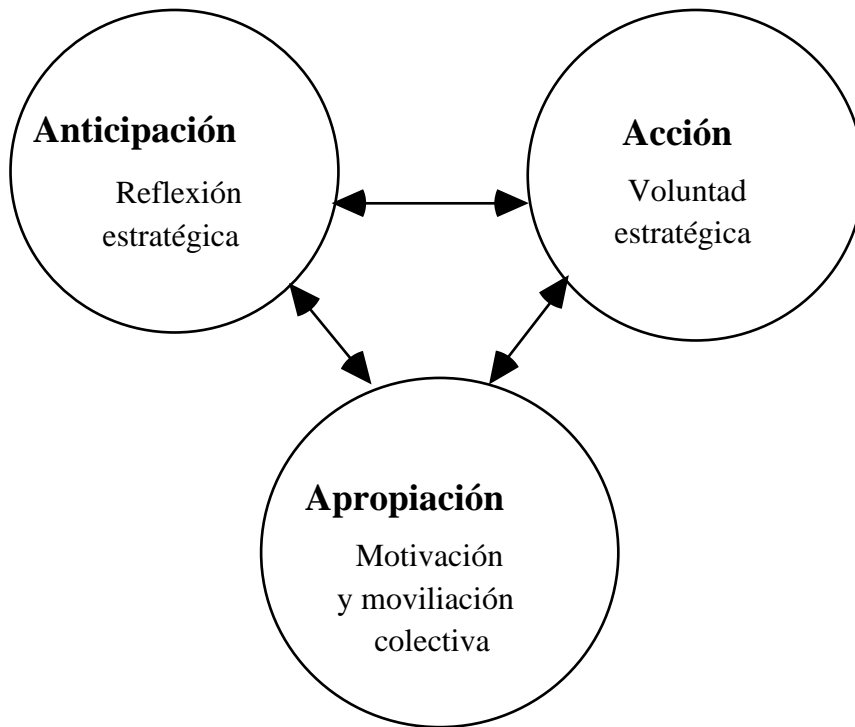 Anticipación
Reflexión
estratégica
Acción
Voluntad
estratégica
Apropiación
Motivación
y moviliación
colectiva